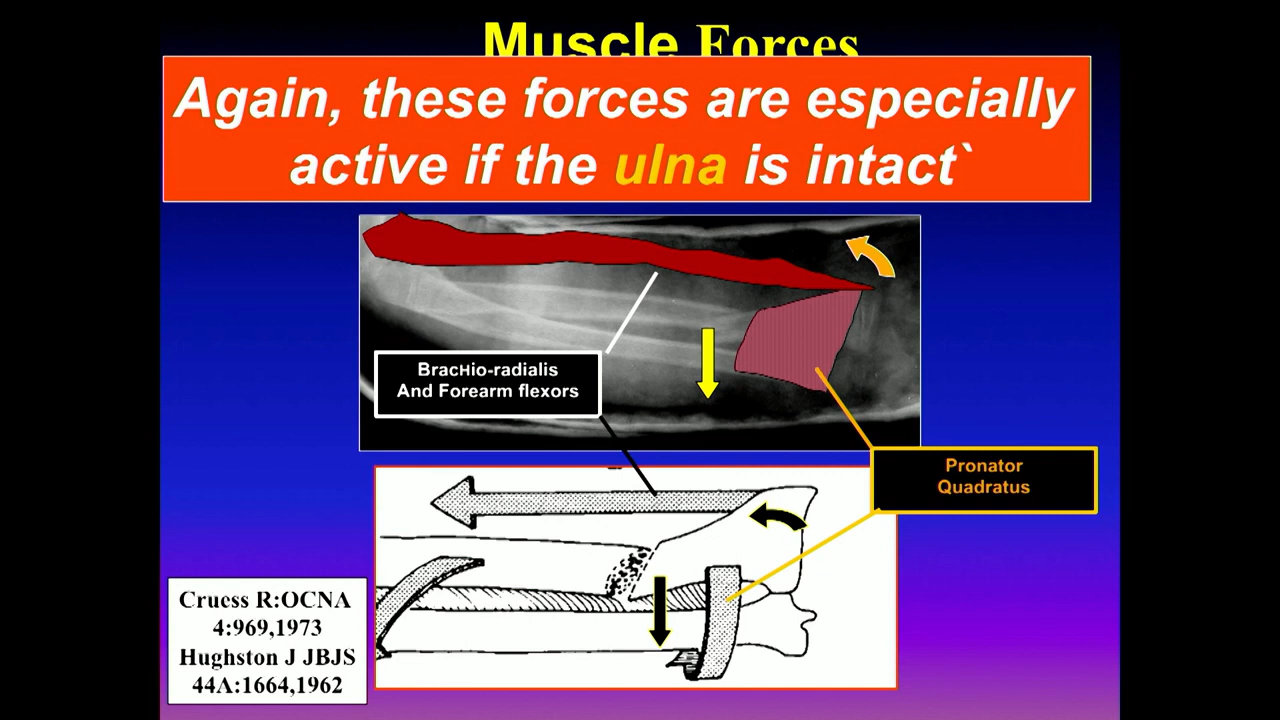 Muscle Forces
Again, these forces are especially
active if the ulna is intact`
Bracнio-radialis
And Forearm flexors
Pronator
Quadratus
Cruess R:OCNA
4:969,1973
Hughston J JBJS
44A:1664,1962